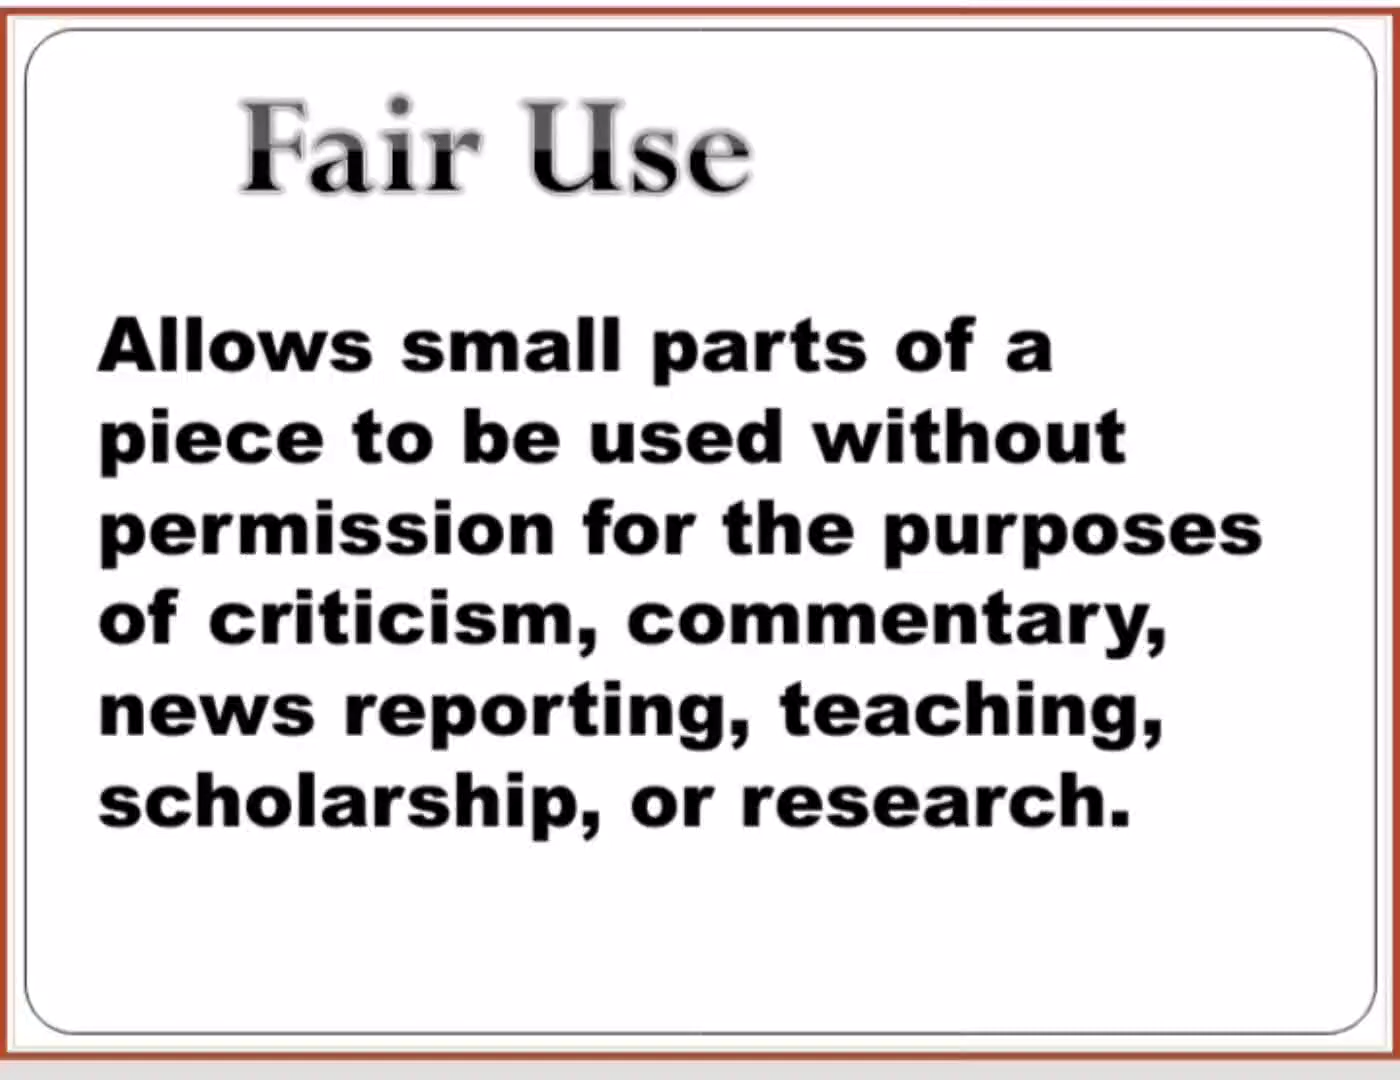 Fair Use
Allows small parts of a
piece to be used without
permission for the purposes
of criticism, commentary,
news reporting, teaching,
scholarship, or research.